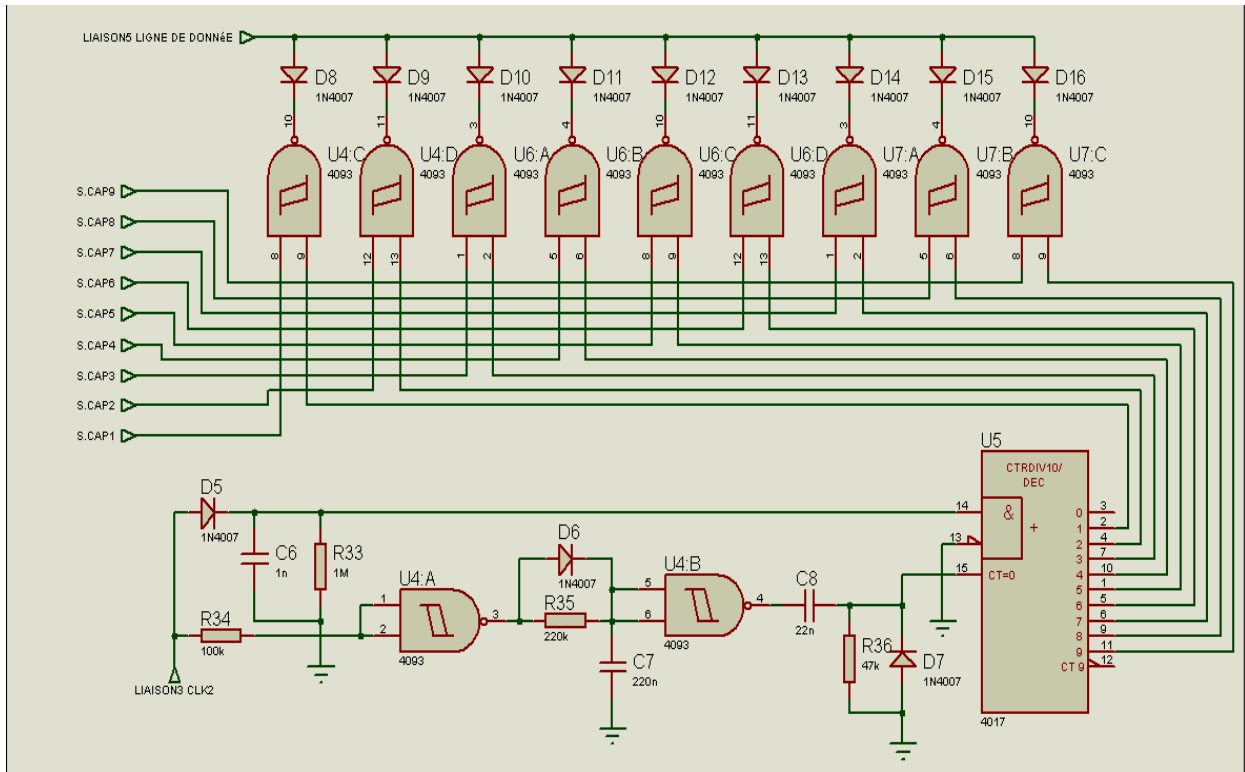 LIAISON5 LIGNE DE DONNéE
D8 D9 D10 D11 D12 D13 D14 D15 D16
1N4007 1N4007 1N4007 1N4007 1N4007 1N4007 1N4007 1N4007 1N4007
10 11 3 4 10 11 3 4 10
U4:C U4:D U6:A U6:B U6:C U6:D U7:A U7:B U7:C
4093 4093 4093 4093 4093 4093 4093 4093 4093
S.CAP9
S.CAP8
S.CAP7
S.CAP6
S.CAP5
S.CAP4
S.CAP3
S.CAP2
S.CAP1
8 9 12 13 1 2 5 6 8 9 12 13 1 2 5 6 8 9
U5
CTRDIV10/
DEC
&
+
CT=0
14
13
15
0 3
1 2
2 4
3 7
4 10
5 1
6 5
7 6
8 9
9 11
CT 9 12
4017
D5
1N4007
C6
1n
R33
1M
R34
100k
LIAISON3 CLK2
U4:A
1
2
3
4093
D6
1N4007
R35
220k
C7
220n
U4:B
5
6
4
4093
C8
22n
R36
47k
D7
1N4007